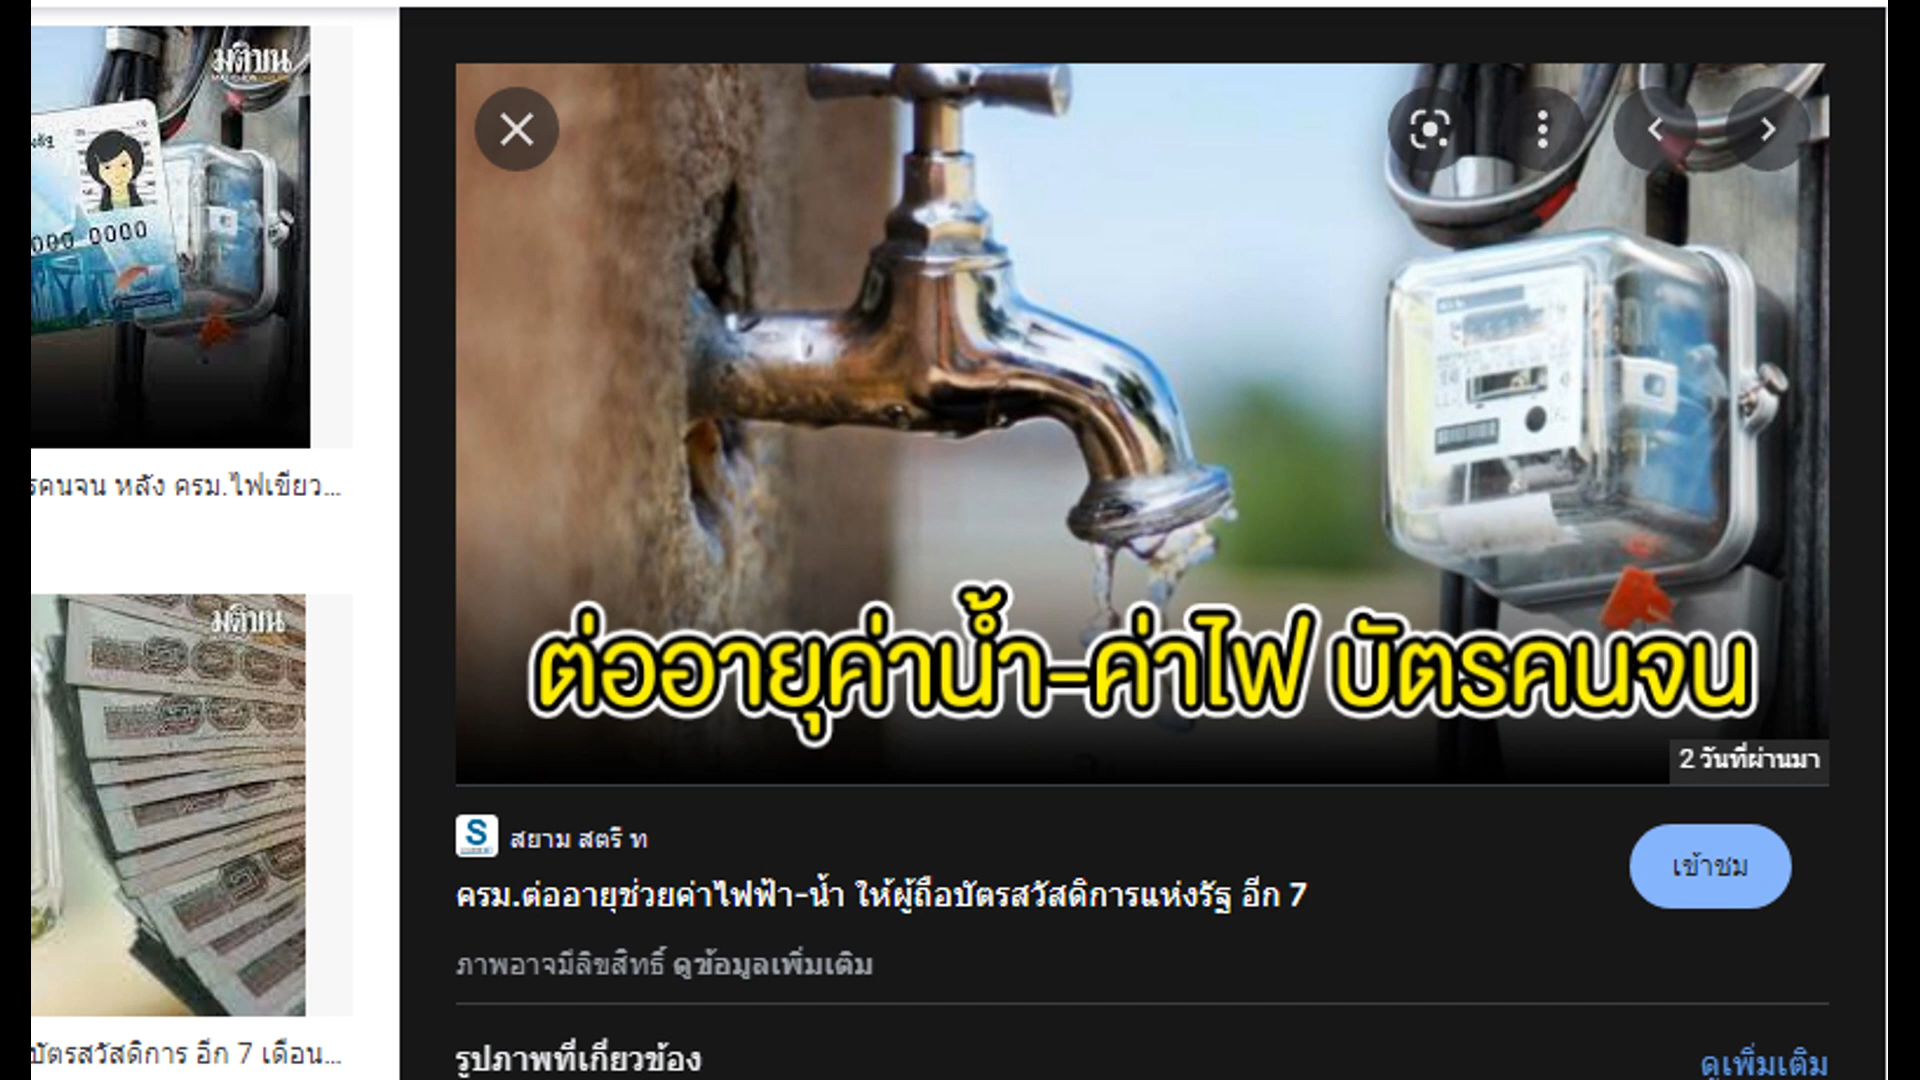 มติชน
000 0000
รคนจน หลัง ครม.ไฟเขียว...
มติชน
บัตรสวัสดิการ อีก 7 เดือน...
ต่ออายุค่าน้ำ-ค่าไฟ บัตรคนจน
2 วันที่ผ่านมา
S
สยาม สตรี ท
เข้าชม
ครม.ต่ออายุช่วยค่าไฟฟ้า-น้ำ ให้ผู้ถือบัตรสวัสดิการแห่งรัฐ อีก 7
ภาพอาจมีลิขสิทธิ์ ดูข้อมูลเพิ่มเติม
รูปภาพที่เกี่ยวข้อง
ดูเพิ่มเติม